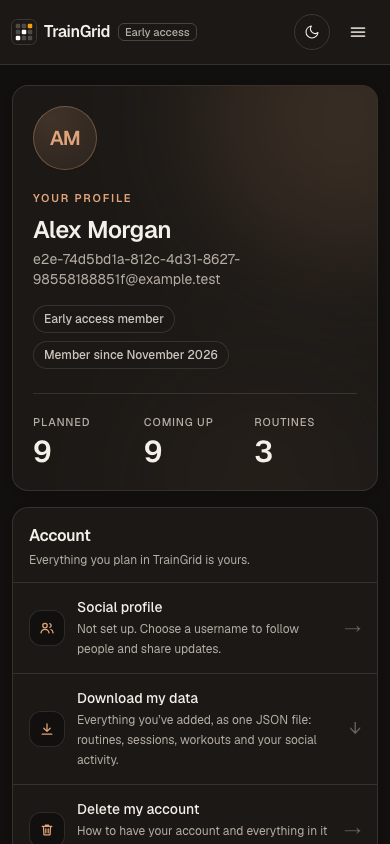 TrainGrid Early access
AM
YOUR PROFILE
Alex Morgan
e2e-74d5bd1a-812c-4d31-8627-
98558188851f@example.test
Early access member
Member since November 2026
PLANNED COMING UP ROUTINES
9 9 3
Account
Everything you plan in TrainGrid is yours.
Social profile
Not set up. Choose a username to follow
people and share updates.
Download my data
Everything you've added, as one JSON file:
routines, sessions, workouts and your social
activity.
Delete my account
How to have your account and everything in it